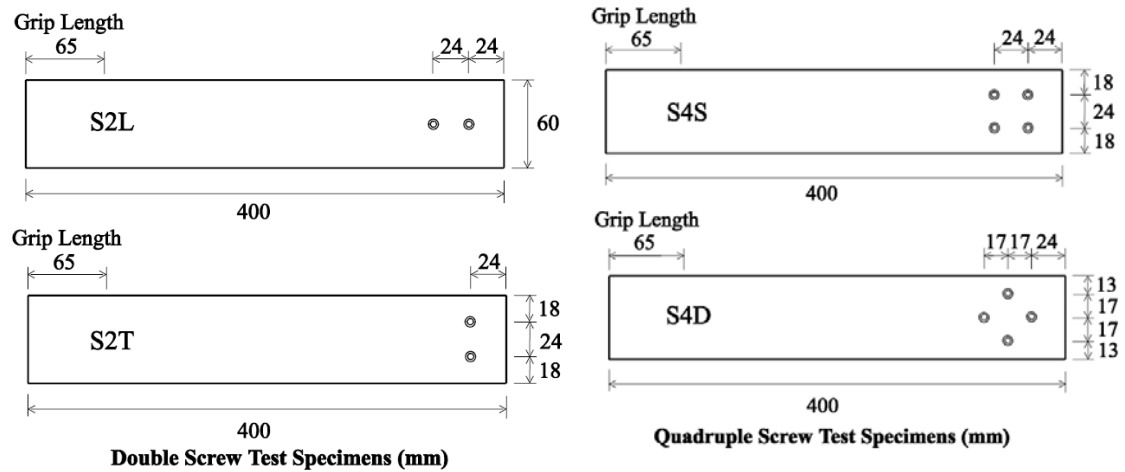 Grip Length
65
24 24
S2L
60
400
Grip Length
65
24
S2T
18
24
18
400
Double Screw Test Specimens (mm)
Grip Length
65
24 24
S4S
18
24
18
400
Grip Length
65
17 17 24
S4D
13
17
17
13
400
Quadruple Screw Test Specimens (mm)